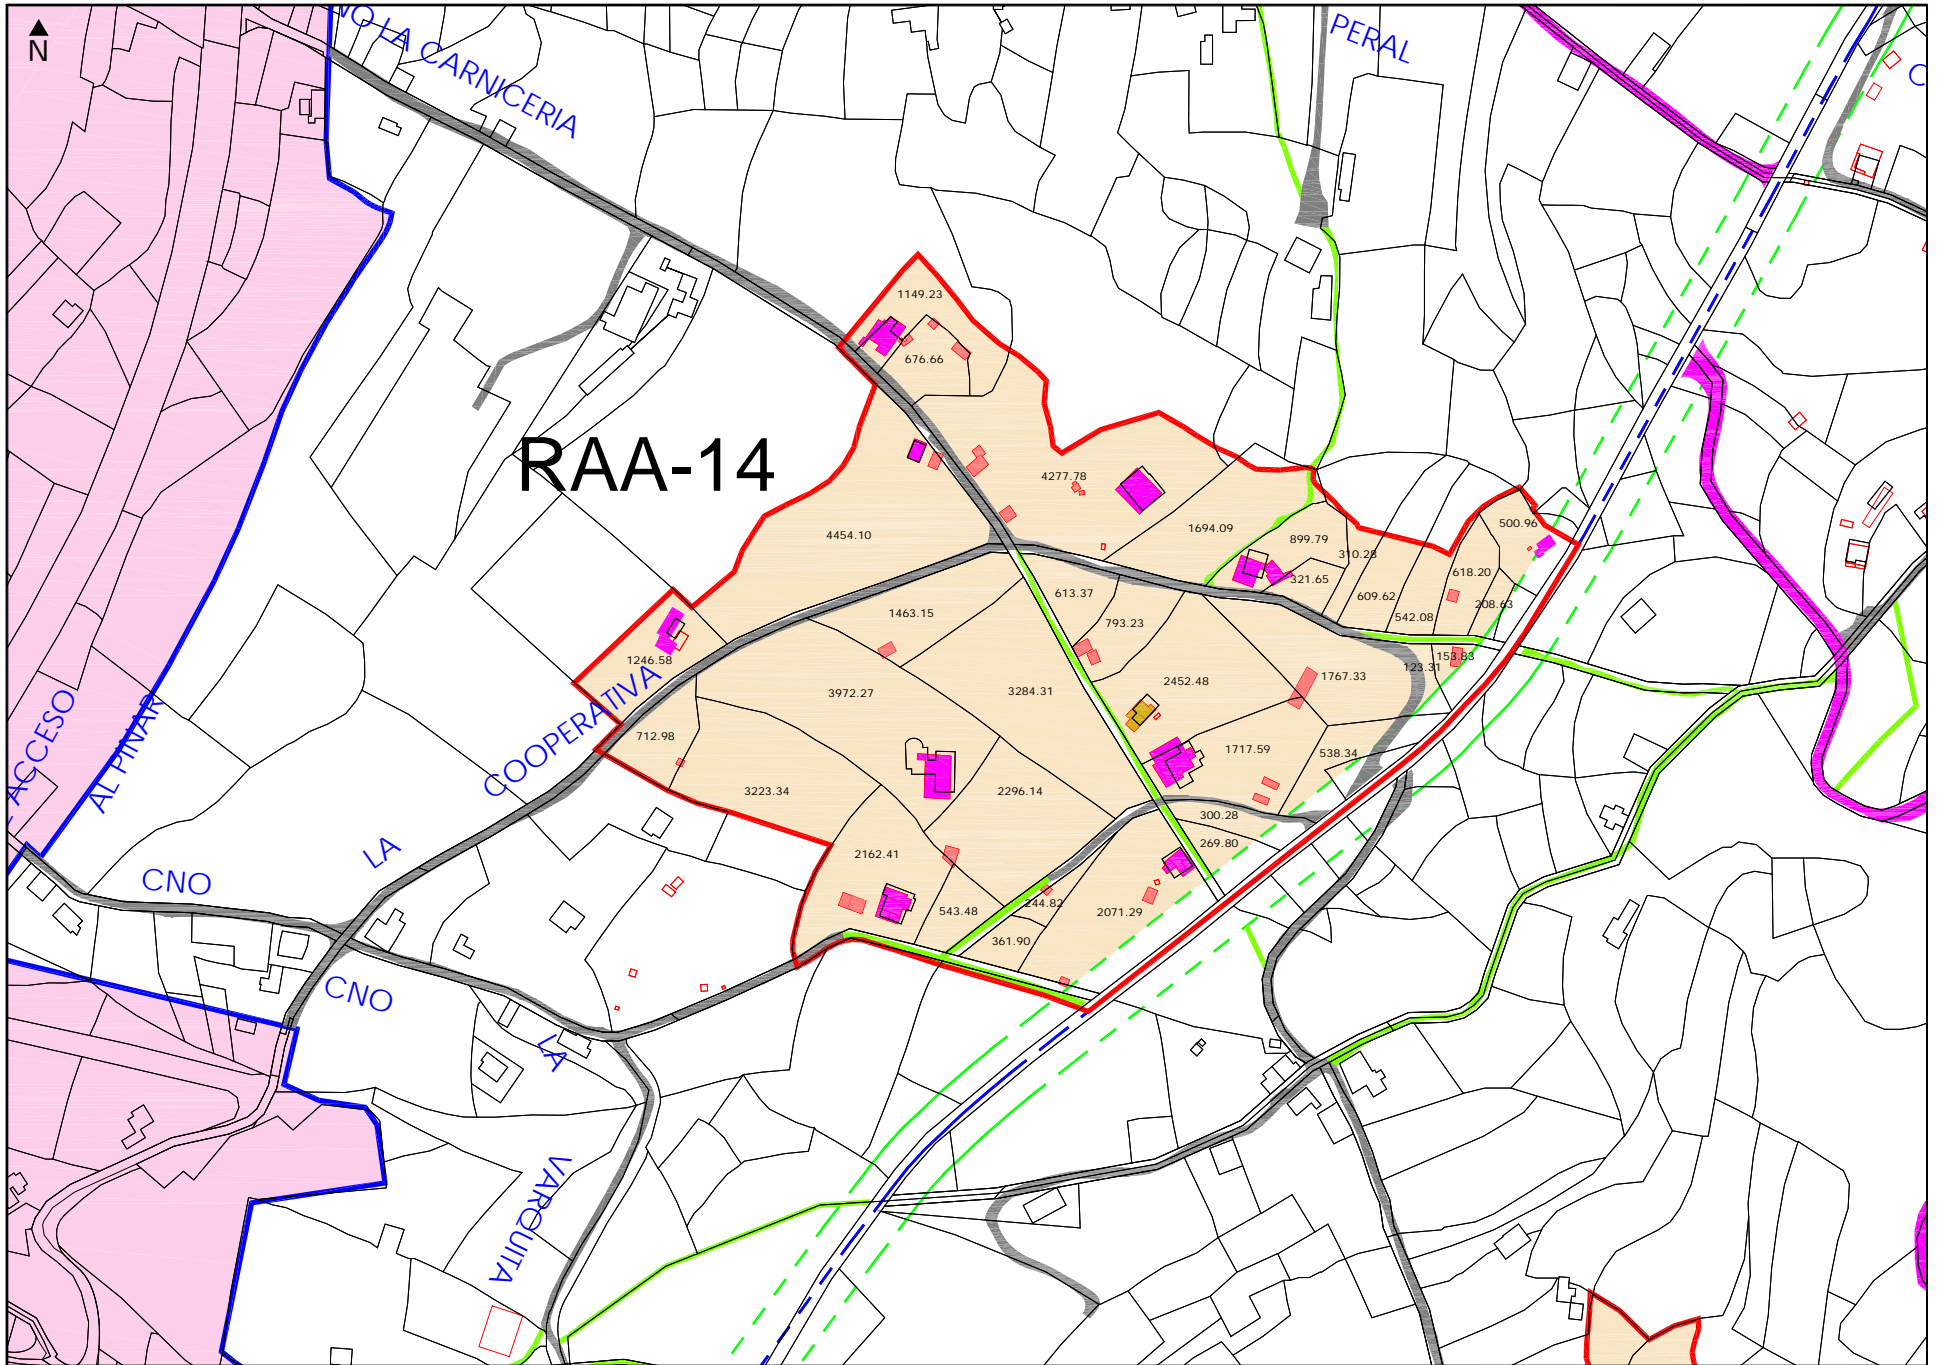 N
NO LA CARNICERIA
PERAL
C
1149.23
676.66
RAA-14
4277.78
4454.10
1694.09
500.96
899.79
310.28
321.65
618.20
609.62
208.63
542.08
613.37
1463.15
793.23
1246.58
153.83
123.31
1767.33
2452.48
3972.27
3284.31
712.98
1717.59
538.34
ACCESO
AL PINAR
COOPERATIVA
LA
CNO
3223.34
2296.14
300.28
269.80
2162.41
244.82
543.48
2071.29
361.90
CNO
LA
VARQUITA